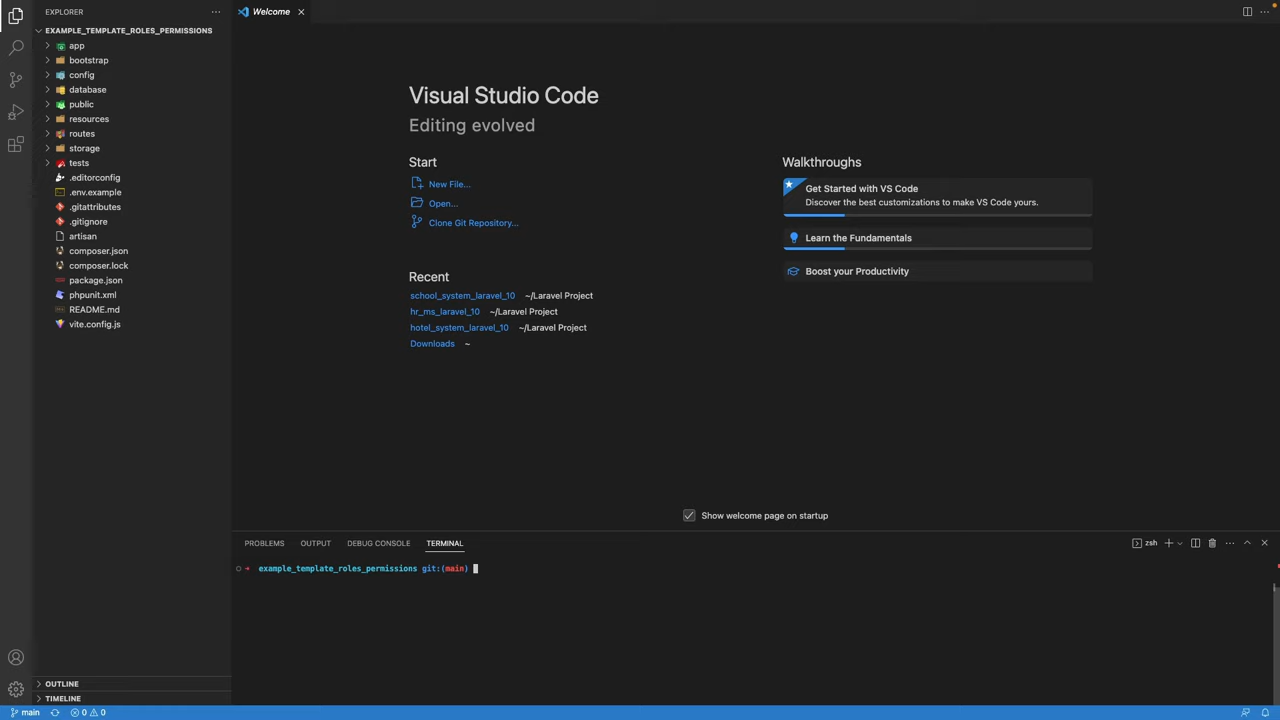 EXPLORER
EXAMPLE_TEMPLATE_ROLES_PERMISSIONS
app
bootstrap
config
database
public
resources
routes
storage
tests
.editorconfig
.env.example
.gitattributes
.gitignore
artisan
composer.json
composer.lock
package.json
phpunit.xml
README.md
vite.config.js
OUTLINE
TIMELINE
Welcome
Visual Studio Code
Editing evolved
Start
New File...
Open...
Clone Git Repository...
Recent
school_system_laravel_10 ~/Laravel Project
hr_ms_laravel_10 ~/Laravel Project
hotel_system_laravel_10 ~/Laravel Project
Downloads ~
Walkthroughs
Get Started with VS Code
Discover the best customizations to make VS Code yours.
Learn the Fundamentals
Boost your Productivity
Show welcome page on startup
PROBLEMS OUTPUT DEBUG CONSOLE TERMINAL zsh
example_template_roles_permissions git:(main)
main 0 0